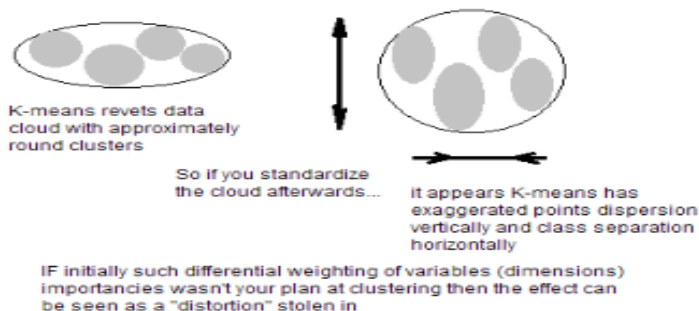 K-means revets data
cloud with approximately
round clusters
So if you standardize
the cloud afterwards...
it appears K-means has
exaggerated points dispersion
vertically and class separation
horizontally
IF initially such differential weighting of variables (dimensions)
importancies wasn't your plan at clustering then the effect can
be seen as a "distortion" stolen in